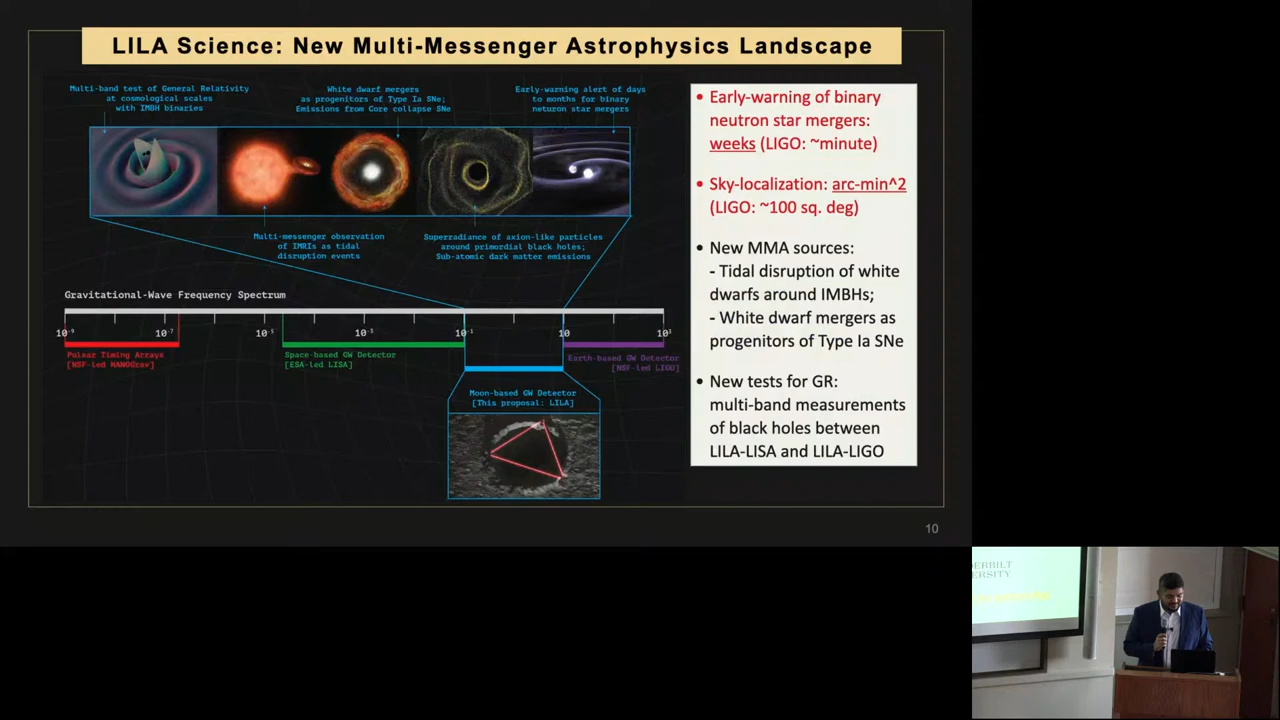 LILA Science: New Multi-Messenger Astrophysics Landscape
Multi-band test of General Relativity
at cosmological scales
with IMBH binaries
White dwarf mergers
as progenitors of Type Ia SNe;
Emissions from Core collapse SNe
Early-warning alert of days
to months for binary
neturon star mergers
Multi-messenger observation
of IMRIs as tidal
disruption events
Superradiance of axion-like particles
around primordial black holes;
Sub-atomic dark matter emissions
Gravitational-Wave Frequency Spectrum
10⁻⁹ 10⁻⁷ 10⁻⁵ 10⁻³ 10⁻¹ 10 10³
Pulsar Timing Arrays
[NSF-led NANOGrav]
Space-based GW Detector
[ESA-led LISA]
Earth-based GW Detector
[NSF-led LIGO]
Moon-based GW Detector
[This proposal: LILA]
• Early-warning of binary
neutron star mergers:
weeks (LIGO: ~minute)
• Sky-localization: arc-min^2
(LIGO: ~100 sq. deg)
• New MMA sources:
- Tidal disruption of white
dwarfs around IMBHs;
- White dwarf mergers as
progenitors of Type Ia SNe
• New tests for GR:
multi-band measurements
of black holes between
LILA-LISA and LILA-LIGO
10
DERBILT
ERSITY